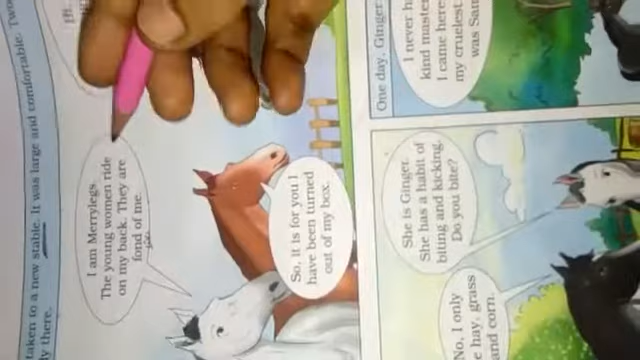 taken to a new stable. It was large and comfortable. Two
ly there.
I am Merrylegs.
The young women ride
on my back. They are
fond of me.
So, it is for you I
have been turned
out of my box.
One day, Ginger
I never h
kind master
I came here
my cruelest
was Sam
She is Ginger.
She has a habit of
biting and kicking.
Do you bite?
No, I only
hay, grass
and corn.